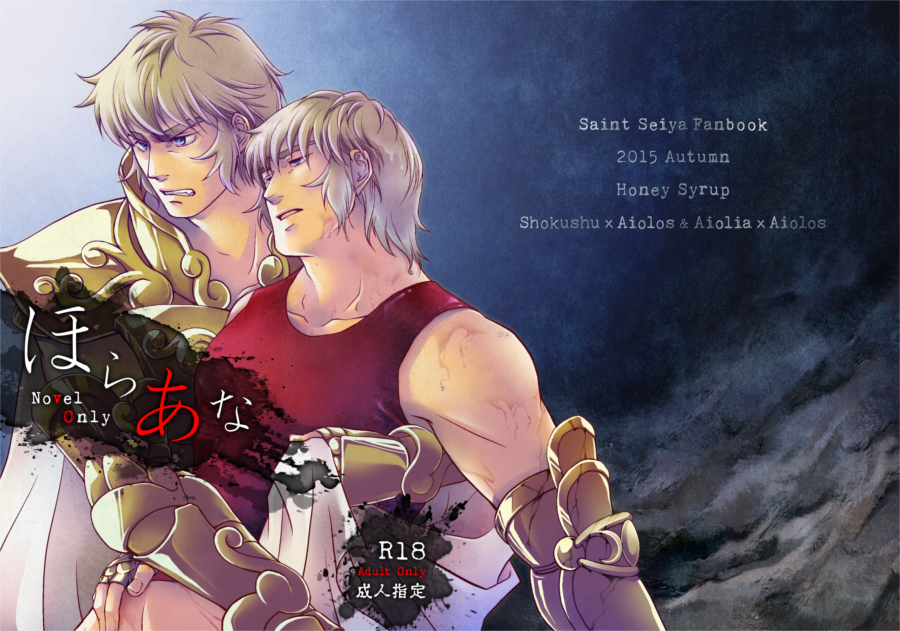 ほらあな
Novel
Only
Saint Seiya Fanbook
2015 Autumn
Honey Syrup
Shokushu x Aiolos & Aiolia x Aiolos
R18
Adult Only
成人指定